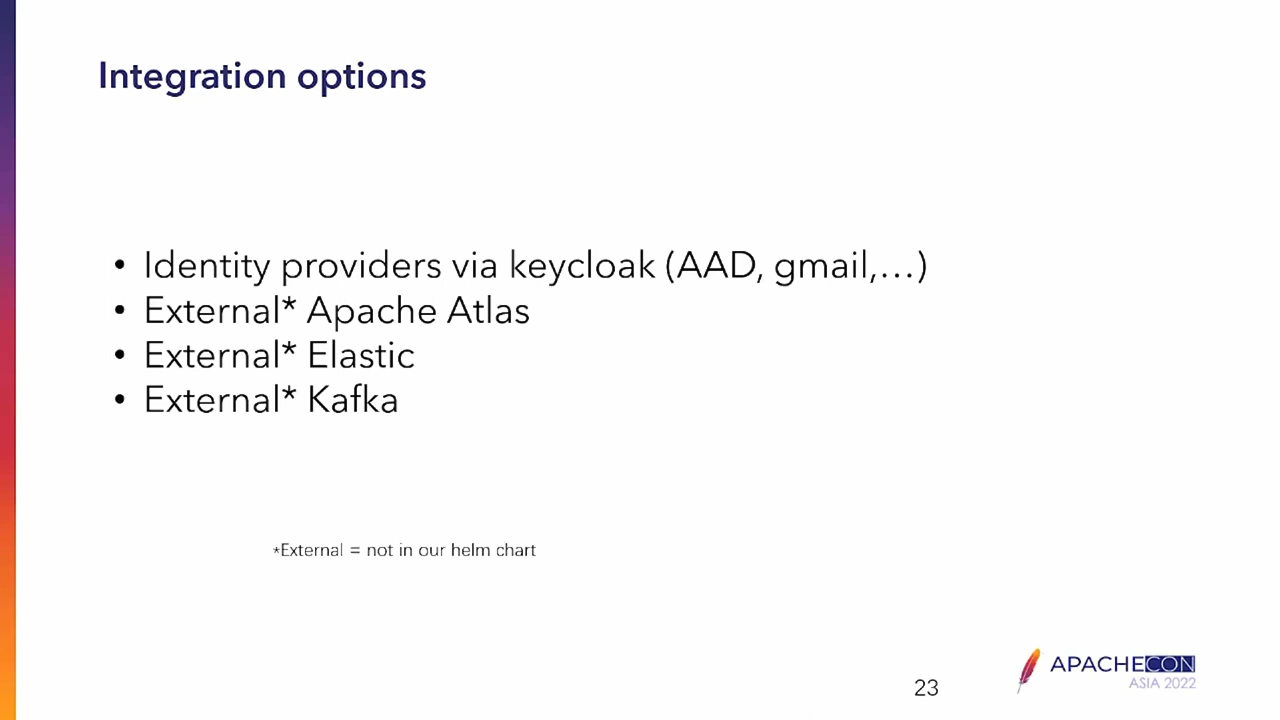 Integration options
• Identity providers via keycloak (AAD, gmail,…)
• External* Apache Atlas
• External* Elastic
• External* Kafka
*External = not in our helm chart
23
APACHECON
ASIA 2022